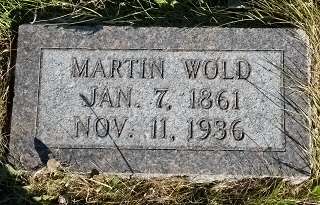 MARTIN WOLD
JAN. 7, 1861
NOV. 11, 1936